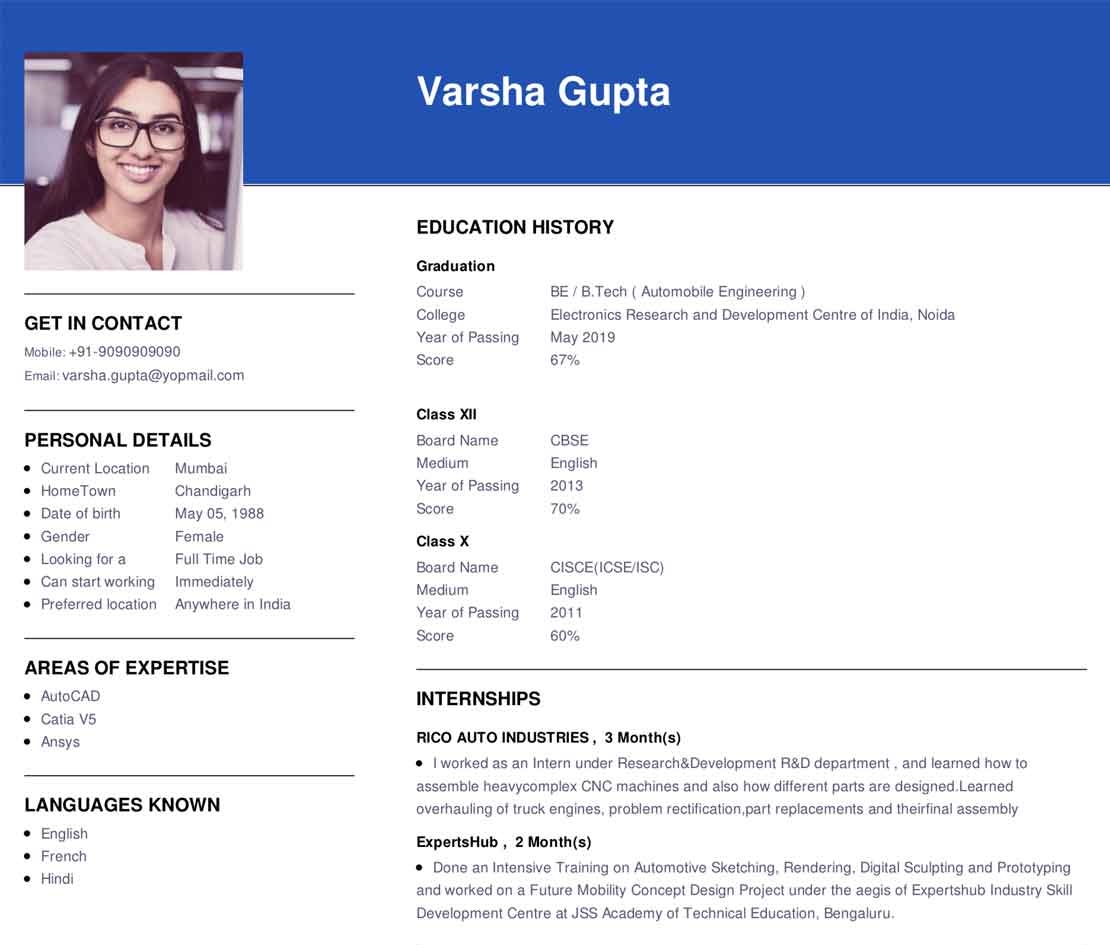 Varsha Gupta
GET IN CONTACT
Mobile: +91-9090909090
Email: varsha.gupta@yopmail.com
PERSONAL DETAILS
Current Location Mumbai
HomeTown Chandigarh
Date of birth May 05, 1988
Gender Female
Looking for a Full Time Job
Can start working Immediately
Preferred location Anywhere in India
AREAS OF EXPERTISE
AutoCAD
Catia V5
Ansys
LANGUAGES KNOWN
English
French
Hindi
EDUCATION HISTORY
Graduation
Course BE / B.Tech ( Automobile Engineering )
College Electronics Research and Development Centre of India, Noida
Year of Passing May 2019
Score 67%
Class XII
Board Name CBSE
Medium English
Year of Passing 2013
Score 70%
Class X
Board Name CISCE(ICSE/ISC)
Medium English
Year of Passing 2011
Score 60%
INTERNSHIPS
RICO AUTO INDUSTRIES , 3 Month(s)
I worked as an Intern under Research&Development R&D department , and learned how to
assemble heavycomplex CNC machines and also how different parts are designed.Learned
overhauling of truck engines, problem rectification,part replacements and theirfinal assembly
ExpertsHub , 2 Month(s)
Done an Intensive Training on Automotive Sketching, Rendering, Digital Sculpting and Prototyping
and worked on a Future Mobility Concept Design Project under the aegis of Expertshub Industry Skill
Development Centre at JSS Academy of Technical Education, Bengaluru.